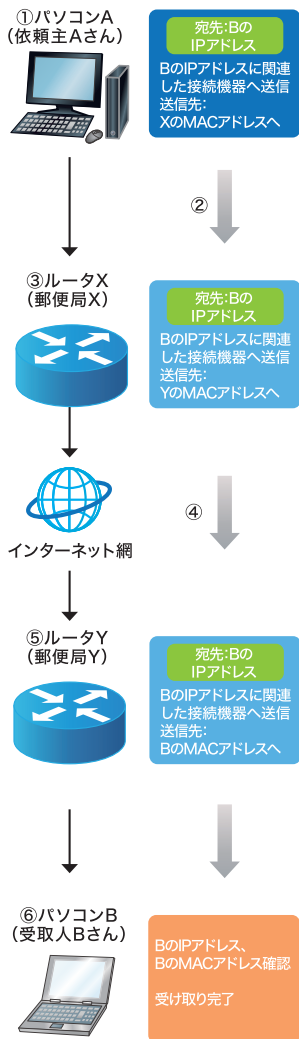 ①パソコンA
(依頼主Aさん)
宛先:Bの
IPアドレス
BのIPアドレスに関連
した接続機器へ送信
送信先:
XのMACアドレスへ
②
③ルータX
(郵便局X)
宛先:Bの
IPアドレス
BのIPアドレスに関連
した接続機器へ送信
送信先:
YのMACアドレスへ
④
インターネット網
⑤ルータY
(郵便局Y)
宛先:Bの
IPアドレス
BのIPアドレスに関連
した接続機器へ送信
送信先:
BのMACアドレスへ
⑥パソコンB
(受取人Bさん)
BのIPアドレス、
BのMACアドレス確認
受け取り完了